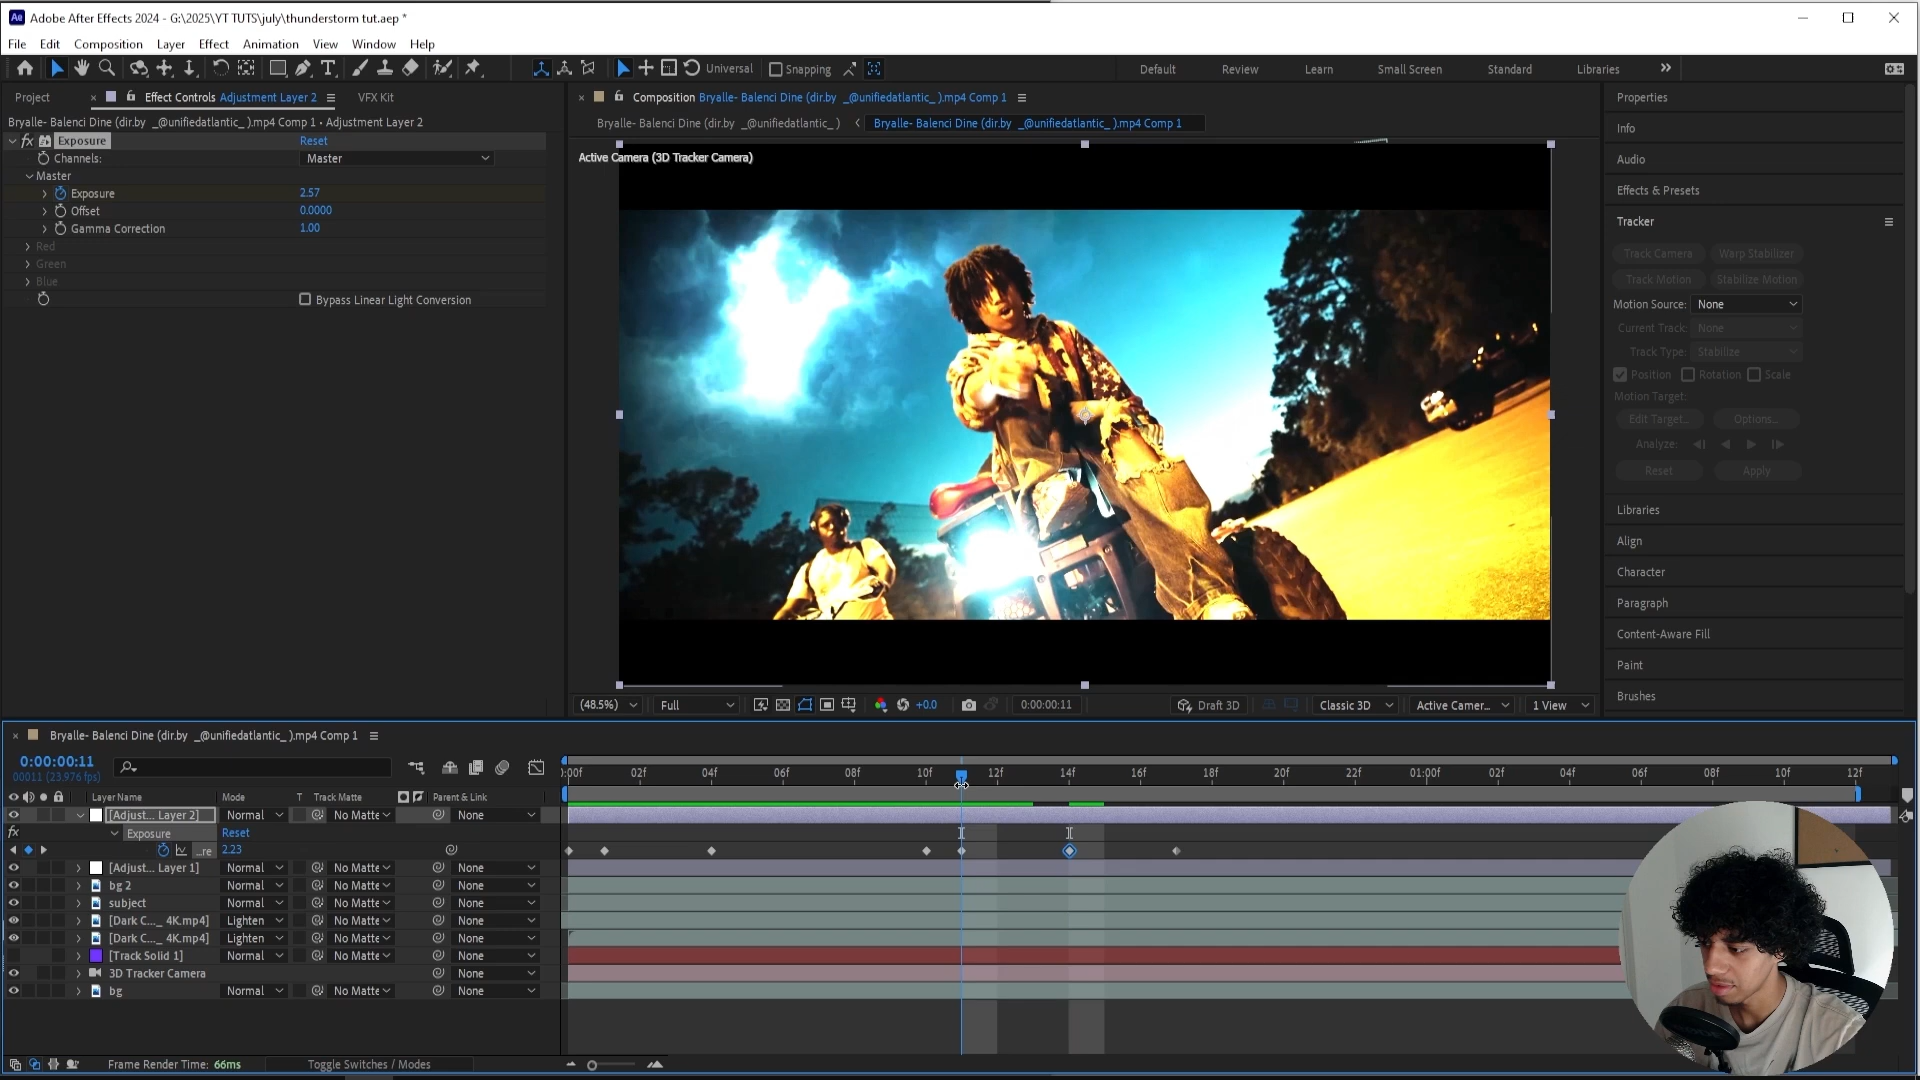 Ae Adobe After Effects 2024 - G:\2025\YT TUTS\july\thunderstorm tut.aep *
File Edit Composition Layer Effect Animation View Window Help
Universal Snapping Default Review Learn Small Screen Standard Libraries
Project Effect Controls Adjustment Layer 2 VFX Kit
Bryalle- Balenci Dine (dir.by _@unifiedatlantic_ ).mp4 Comp 1 • Adjustment Layer 2
fx Exposure Reset
Channels: Master
Master
Exposure 2.57
Offset 0.0000
Gamma Correction 1.00
Red
Green
Blue
Bypass Linear Light Conversion
Composition Bryalle- Balenci Dine (dir.by _@unifiedatlantic_ ).mp4 Comp 1
Bryalle- Balenci Dine (dir.by _@unifiedatlantic_ ) Bryalle- Balenci Dine (dir.by _@unifiedatlantic_ ).mp4 Comp 1
Active Camera (3D Tracker Camera)
(48.5%) Full +0.0 0:00:00:11 Draft 3D Classic 3D Active Camer... 1 View
Properties
Info
Audio
Effects & Presets
Tracker
Track Camera Warp Stabilizer
Track Motion Stabilize Motion
Motion Source: None
Current Track: None
Track Type: Stabilize
Position Rotation Scale
Motion Target:
Edit Target... Options...
Analyze:
Reset Apply
Libraries
Align
Character
Paragraph
Content-Aware Fill
Paint
Brushes
Bryalle- Balenci Dine (dir.by _@unifiedatlantic_ ).mp4 Comp 1
0:00:00:11
00011 (23.976 fps)
:00f 02f 04f 06f 08f 10f 12f 14f 16f 18f 20f 22f 01:00f 02f 04f 06f 08f 10f 12f
Layer Name Mode T Track Matte Parent & Link
[Adjust... Layer 2] Normal No Matte None
fx Exposure Reset
...re 2.23
[Adjust... Layer 1] Normal No Matte None
bg 2 Normal No Matte None
subject Normal No Matte None
[Dark C..._ 4K.mp4] Lighten No Matte None
[Dark C..._ 4K.mp4] Lighten No Matte None
[Track Solid 1] Normal No Matte None
3D Tracker Camera None
bg Normal No Matte None
Frame Render Time: 66ms Toggle Switches / Modes